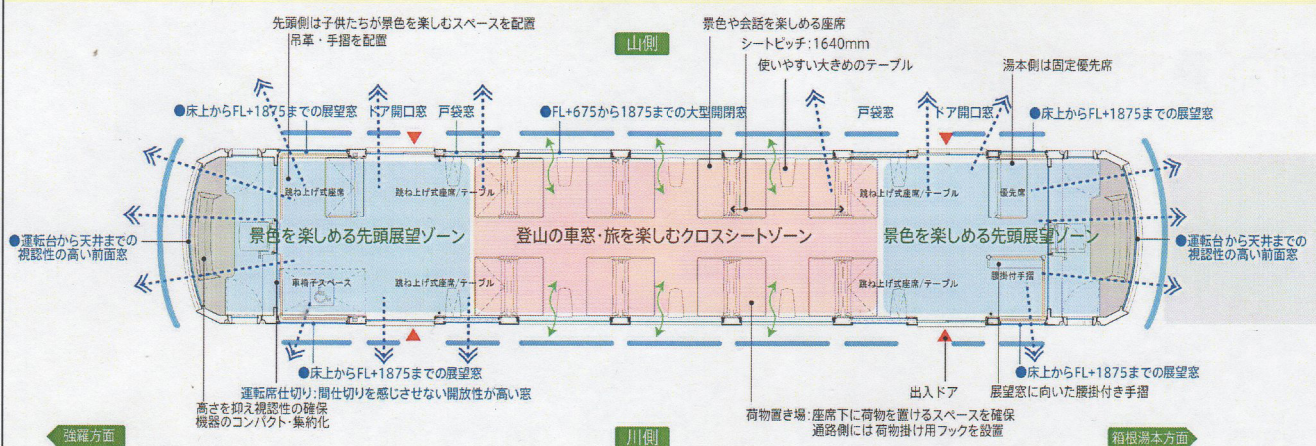 先頭側は子供たちが景色を楽しむスペースを配置
吊革・手摺を配置
山側
景色や会話を楽しめる座席
シートピッチ:1640mm
使いやすい大きめのテーブル
湯本側は固定優先席
●床上からFL+1875までの展望窓
ドア開口窓
戸袋窓
●FL+675から1875までの大型開閉窓
戸袋窓
ドア開口窓
●床上からFL+1875までの展望窓
跳ね上げ式座席
跳ね上げ式座席/テーブル
跳ね上げ式座席/テーブル
優先席
●運転台から天井までの
視認性の高い前面窓
景色を楽しめる先頭展望ゾーン
登山の車窓・旅を楽しむクロスシートゾーン
景色を楽しめる先頭展望ゾーン
●運転台から天井までの
視認性の高い前面窓
車椅子スペース
跳ね上げ式座席/テーブル
跳ね上げ式座席/テーブル
腰掛付手摺
●床上からFL+1875までの展望窓
運転席仕切り:間仕切りを感じさせない開放性が高い窓
高さを抑え視認性の確保
機器のコンパクト・集約化
●床上からFL+1875までの展望窓
出入ドア
展望窓に向いた腰掛付き手摺
荷物置き場:座席下に荷物を置けるスペースを確保
通路側には荷物掛け用フックを設置
強羅方面
川側
箱根湯本方面